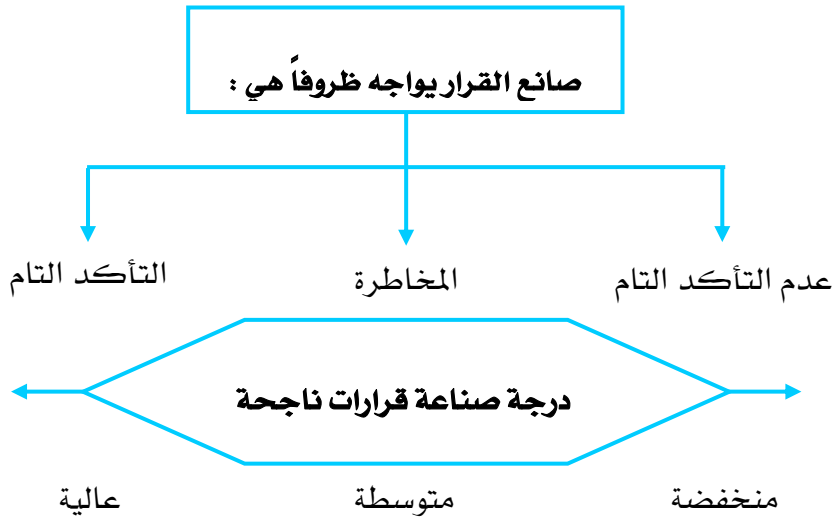 صانع القرار يواجه ظروفاً هي :
عدم التأكد التام
المخاطرة
التأكد التام
درجة صناعة قرارات ناجحة
منخفضة
متوسطة
عالية